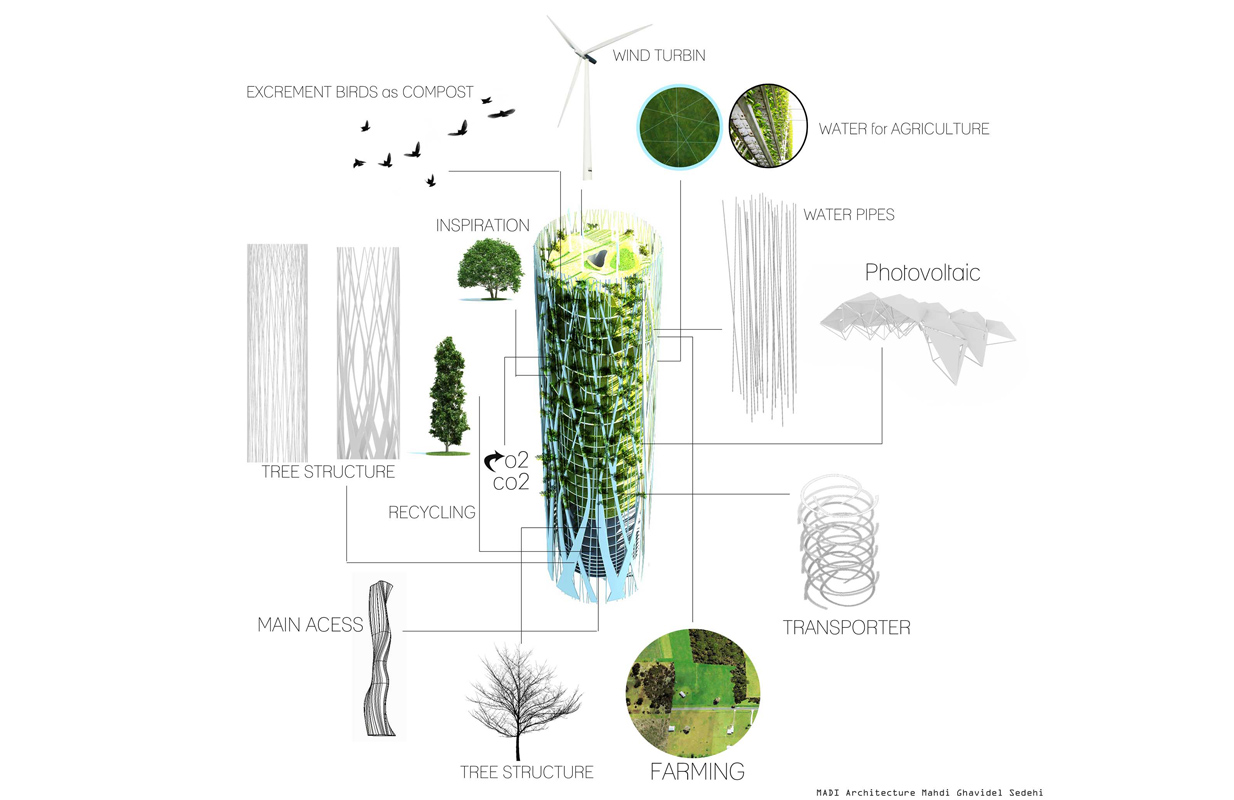 WIND TURBIN
EXCREMENT BIRDS as COMPOST
WATER for AGRICULTURE
INSPIRATION
WATER PIPES
Photovoltaic
o2
co2
TREE STRUCTURE
RECYCLING
MAIN ACESS
TRANSPORTER
TREE STRUCTURE
FARMING
MADI Architecture Mahdi Ghavidel Sedehi